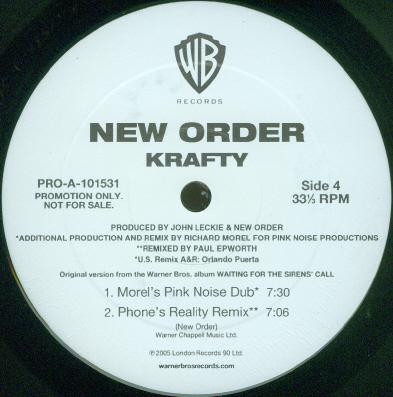 WB
RECORDS
NEW ORDER
KRAFTY
PRO-A-101531
PROMOTION ONLY.
NOT FOR SALE.
Side 4
33⅓ RPM
PRODUCED BY JOHN LECKIE & NEW ORDER
*ADDITIONAL PRODUCTION AND REMIX BY RICHARD MOREL FOR PINK NOISE PRODUCTIONS
**REMIXED BY PAUL EPWORTH
*U.S. Remix A&R: Orlando Puerta
Original version from the Warner Bros. album WAITING FOR THE SIRENS' CALL
1. Morel's Pink Noise Dub* 7:30
2. Phone's Reality Remix** 7:06
(New Order)
Warner Chappell Music Ltd.
℗2005 London Records 90 Ltd.
warnerbrosrecords.com